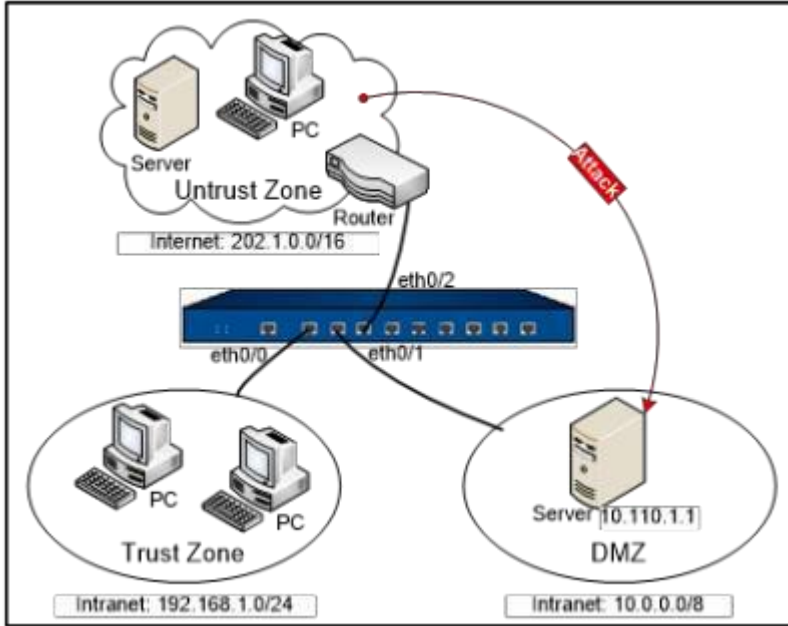 PC
Server
Untrust Zone
Router
Attack
Internet: 202.1.0.0/16
eth0/2
eth0/0
eth0/1
PC
PC
Trust Zone
Server 10.110.1.1
DMZ
Intranet: 192.168.1.0/24
Intranet: 10.0.0.0/8